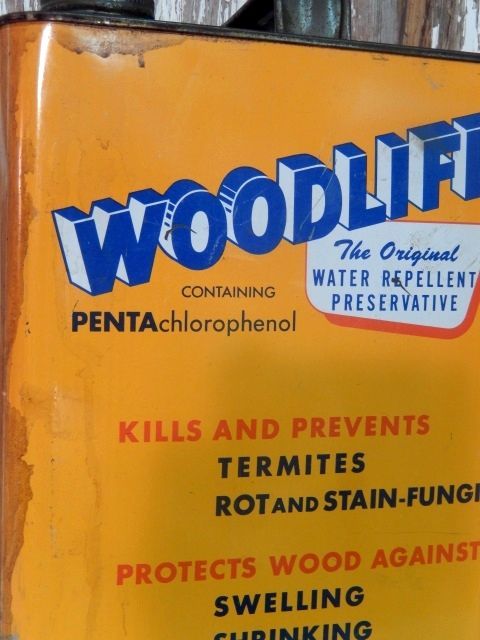 WOODLIFE
The Original
WATER REPELLENT
PRESERVATIVE
CONTAINING
PENTAchlorophenol
KILLS AND PREVENTS
TERMITES
ROT AND STAIN-FUNGI
PROTECTS WOOD AGAINST
SWELLING
SHRINKING